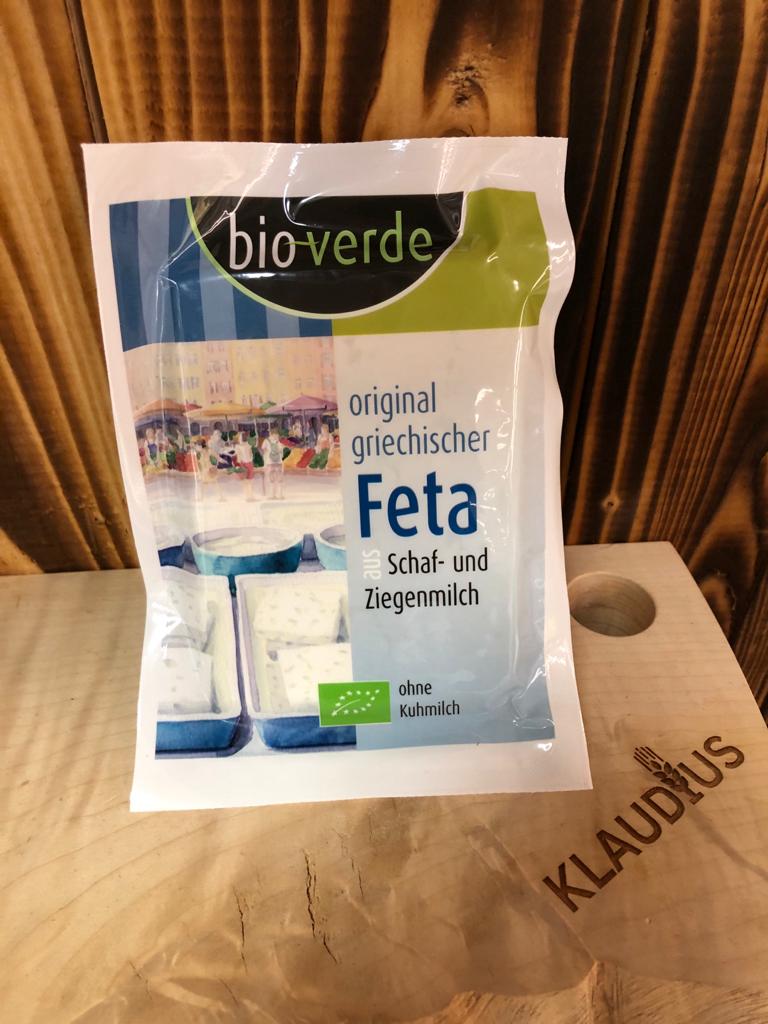 bio-verde
original
griechischer
Feta
aus Schaf- und
Ziegenmilch
ohne
Kuhmilch
KLAUDIUS